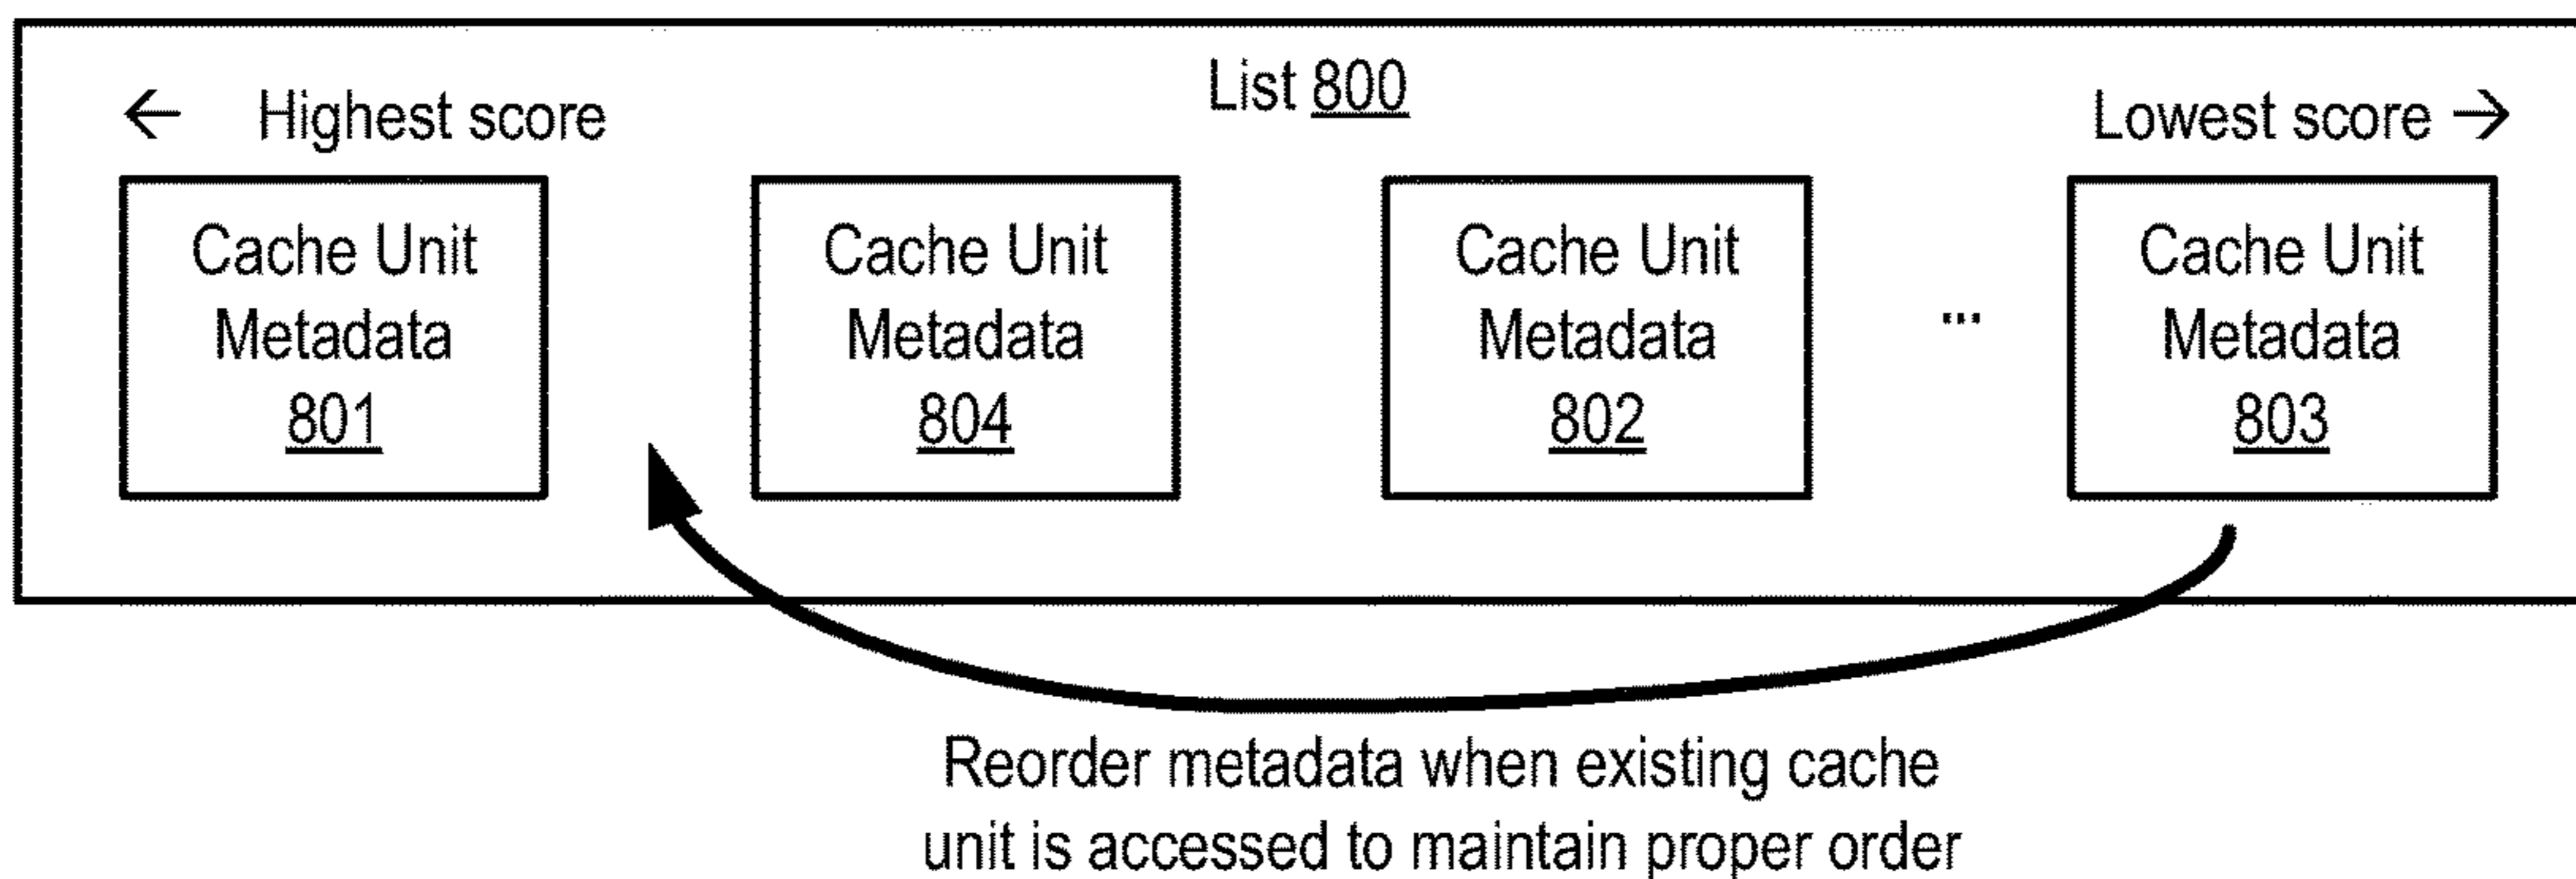 List 800
← Highest score
Lowest score →
Cache Unit
Metadata
801
Cache Unit
Metadata
804
Cache Unit
Metadata
802
...
Cache Unit
Metadata
803
Reorder metadata when existing cache
unit is accessed to maintain proper order